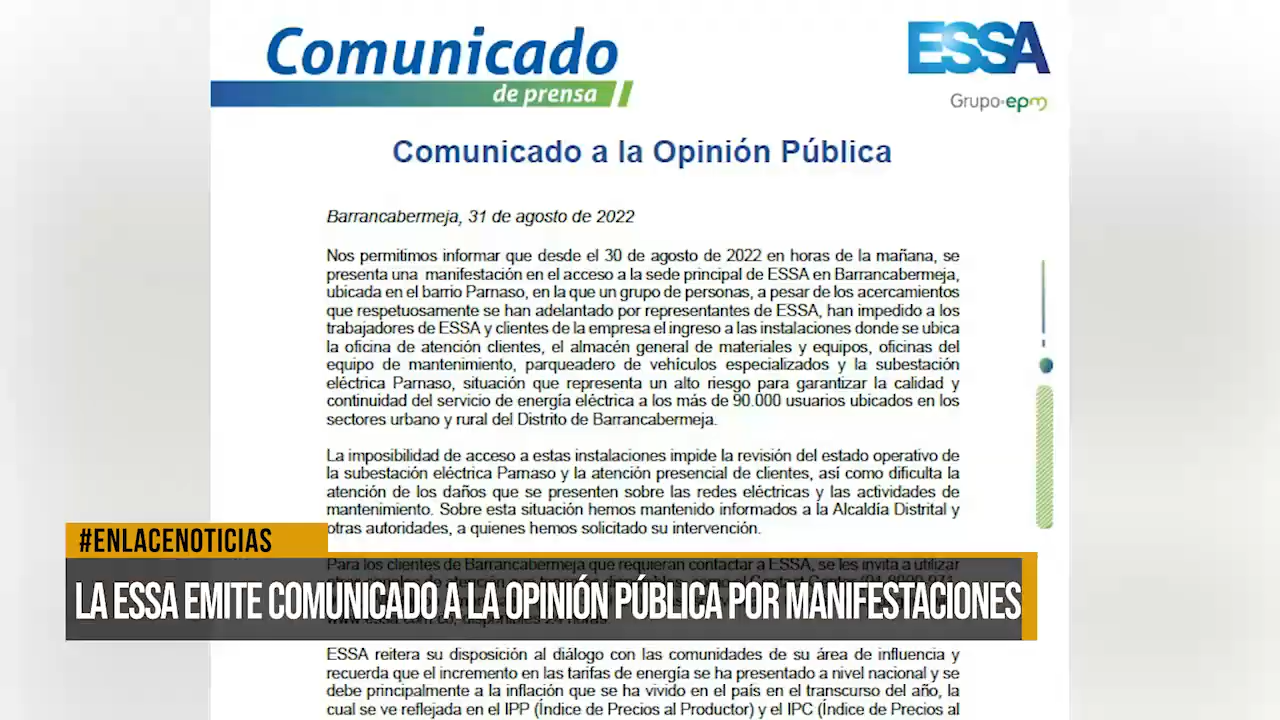 Comunicado
de prensa
ESSA
Grupo·epm
Comunicado a la Opinión Pública
Barrancabermeja, 31 de agosto de 2022
Nos permitimos informar que desde el 30 de agosto de 2022 en horas de la mañana, se
presenta una manifestación en el acceso a la sede principal de ESSA en Barrancabermeja,
ubicada en el barrio Parnaso, en la que un grupo de personas, a pesar de los acercamientos
que respetuosamente se han adelantado por representantes de ESSA, han impedido a los
trabajadores de ESSA y clientes de la empresa el ingreso a las instalaciones donde se ubica
la oficina de atención clientes, el almacén general de materiales y equipos, oficinas del
equipo de mantenimiento, parqueadero de vehículos especializados y la subestación
eléctrica Parnaso, situación que representa un alto riesgo para garantizar la calidad y
continuidad del servicio de energía eléctrica a los más de 90.000 usuarios ubicados en los
sectores urbano y rural del Distrito de Barrancabermeja.
La imposibilidad de acceso a estas instalaciones impide la revisión del estado operativo de
la subestación eléctrica Parnaso y la atención presencial de clientes, así como dificulta la
atención de los daños que se presenten sobre las redes eléctricas y las actividades de
mantenimiento. Sobre esta situación hemos mantenido informados a la Alcaldía Distrital y
otras autoridades, a quienes hemos solicitado su intervención.
#ENLACENOTICIAS
Para los clientes de Barrancabermeja que requieran contactar a ESSA, se les invita a utilizar
LA ESSA EMITE COMUNICADO A LA OPINIÓN PÚBLICA POR MANIFESTACIONES
www.essa.com.co, disponibles 24 horas.
ESSA reitera su disposición al diálogo con las comunidades de su área de influencia y
recuerda que el incremento en las tarifas de energía se ha presentado a nivel nacional y se
debe principalmente a la inflación que se ha vivido en el país en el transcurso del año, la
cual se ve reflejada en el IPP (Índice de Precios al Productor) y el IPC (Índice de Precios al